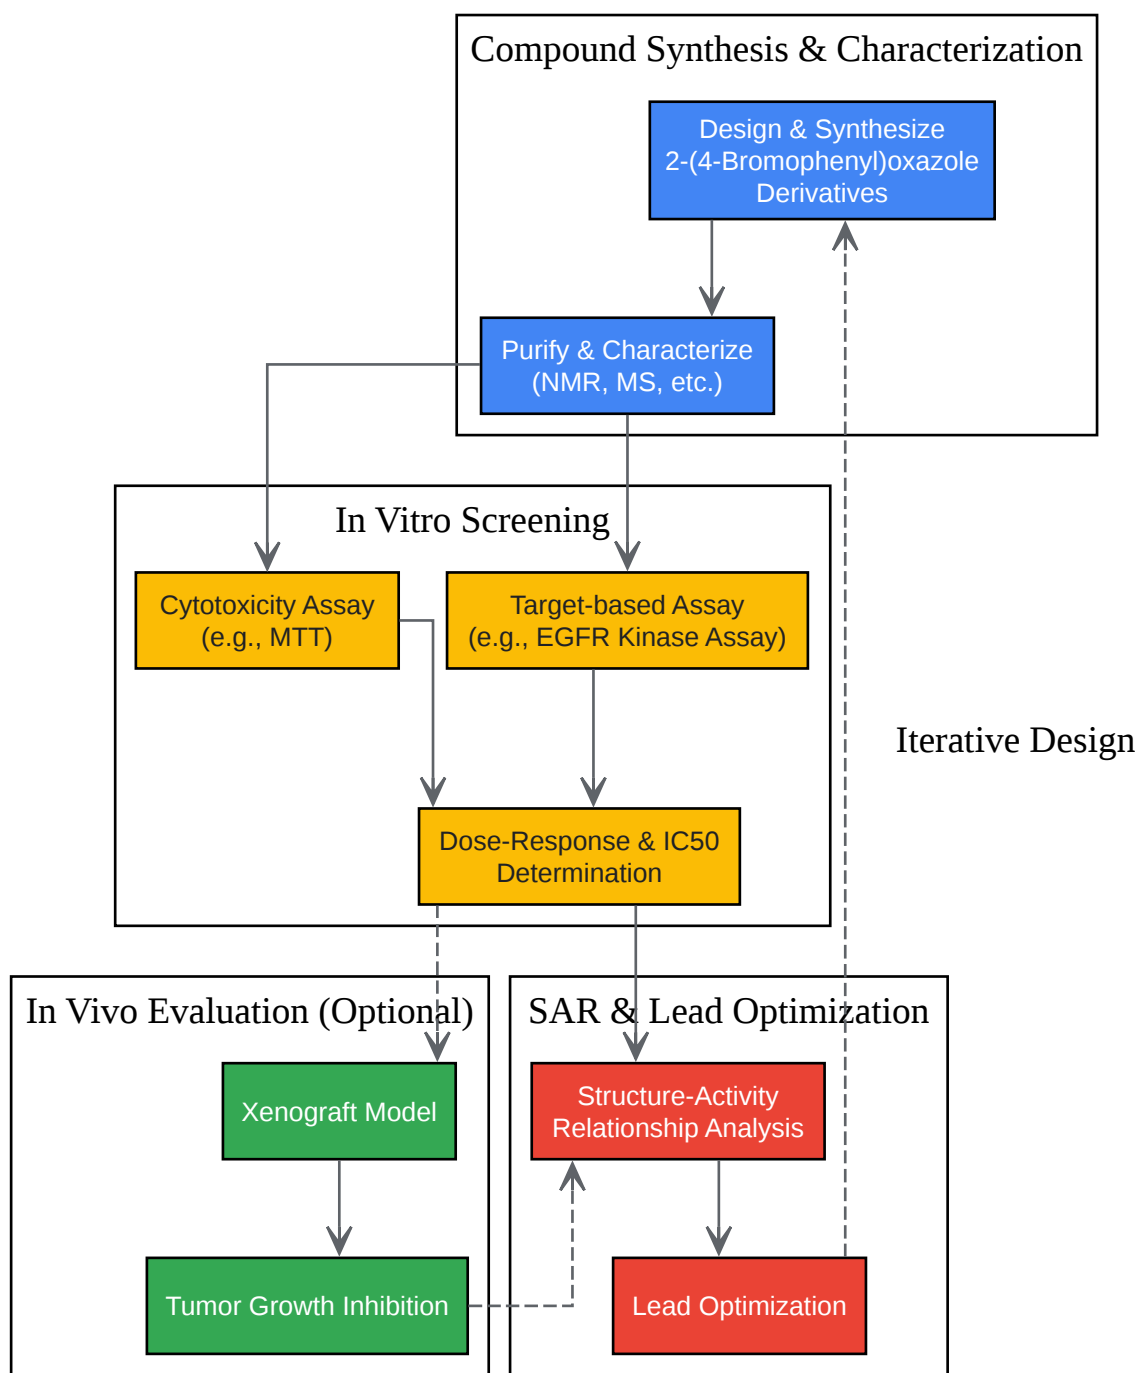 Compound Synthesis & Characterization
Design & Synthesize
2-(4-Bromophenyl)oxazole
Derivatives
Purify & Characterize
(NMR, MS, etc.)
In Vitro Screening
Cytotoxicity Assay
(e.g., MTT)
Target-based Assay
(e.g., EGFR Kinase Assay)
Iterative Design
Dose-Response & IC50
Determination
In Vivo Evaluation (Optional)
SAR & Lead Optimization
Xenograft Model
Structure-Activity
Relationship Analysis
Tumor Growth Inhibition
Lead Optimization